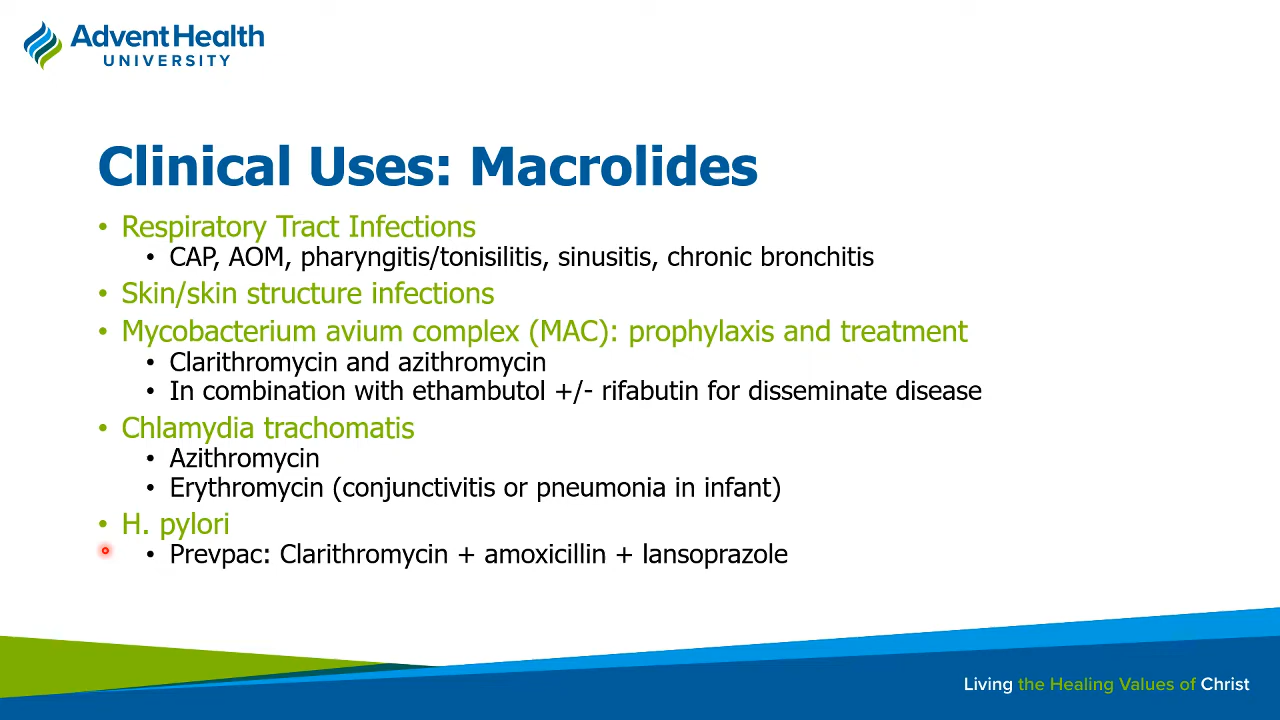 AdventHealth
UNIVERSITY
Clinical Uses: Macrolides
• Respiratory Tract Infections
• CAP, AOM, pharyngitis/tonisilitis, sinusitis, chronic bronchitis
• Skin/skin structure infections
• Mycobacterium avium complex (MAC): prophylaxis and treatment
• Clarithromycin and azithromycin
• In combination with ethambutol +/- rifabutin for disseminate disease
• Chlamydia trachomatis
• Azithromycin
• Erythromycin (conjunctivitis or pneumonia in infant)
• H. pylori
• Prevpac: Clarithromycin + amoxicillin + lansoprazole
Living the Healing Values of Christ